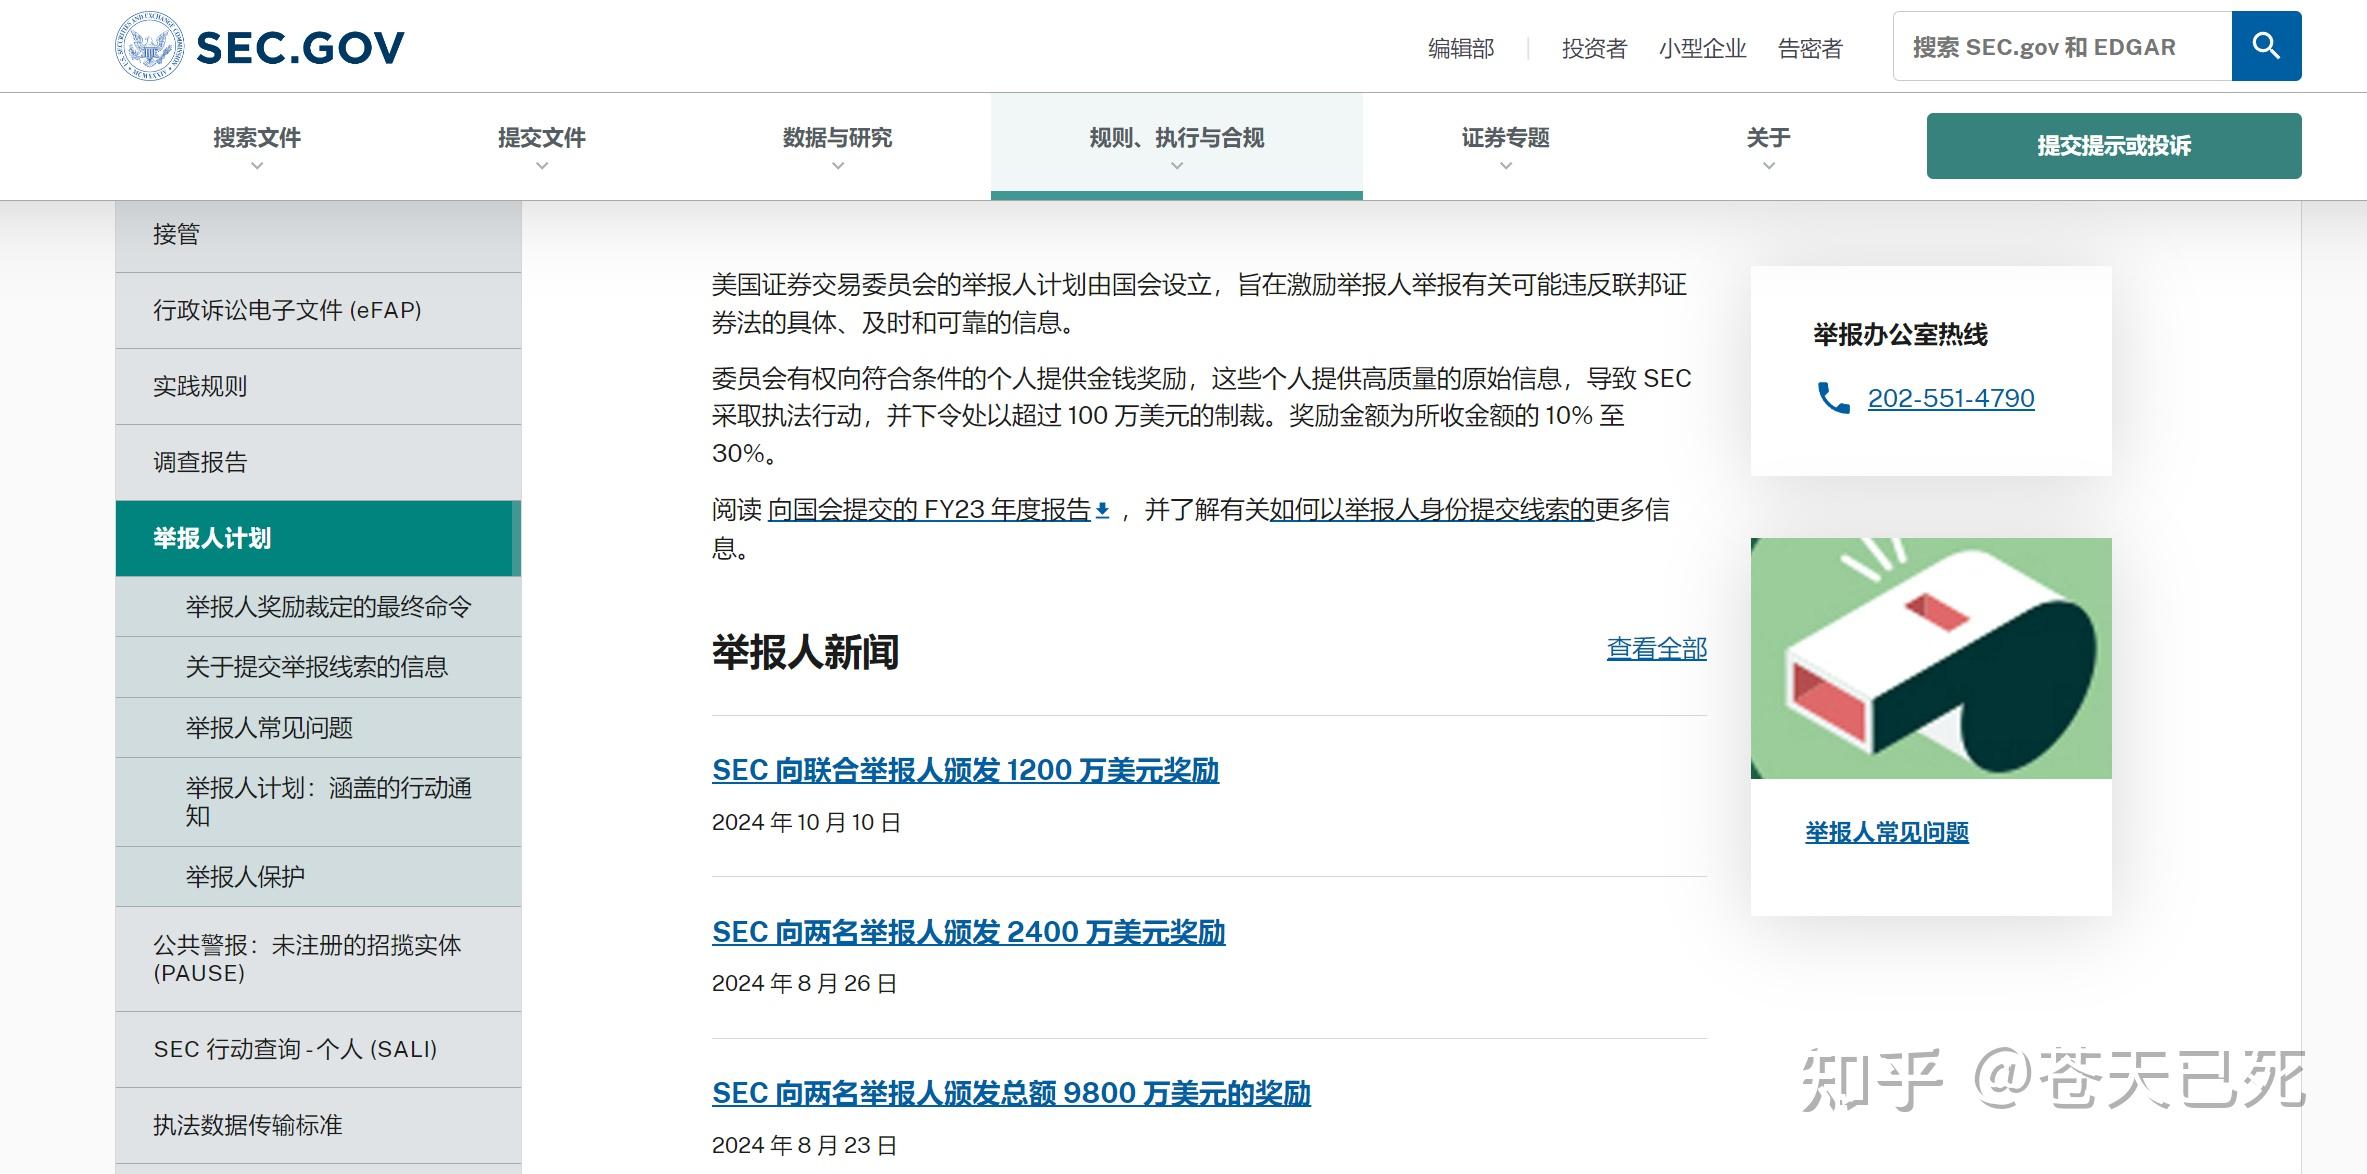 SEC.GOV
编辑部
投资者
小型企业
告密者
搜索 SEC.gov 和 EDGAR
搜索文件
提交文件
数据与研究
规则、执行与合规
证券专题
关于
提交提示或投诉
接管
行政诉讼电子文件 (eFAP)
实践规则
调查报告
举报人计划
举报人奖励裁定的最终命令
关于提交举报线索的信息
举报人常见问题
举报人计划：涵盖的行动通
知
举报人保护
公共警报：未注册的招揽实体
(PAUSE)
SEC 行动查询 - 个人 (SALI)
执法数据传输标准
美国证券交易委员会的举报人计划由国会设立，旨在激励举报人举报有关可能违反联邦证
券法的具体、及时和可靠的信息。
委员会有权向符合条件的个人提供金钱奖励，这些个人提供高质量的原始信息，导致 SEC
采取执法行动，并下令处以超过 100 万美元的制裁。奖励金额为所收金额的 10% 至
30%。
阅读 向国会提交的 FY23 年度报告 ，并了解有关如何以举报人身份提交线索的更多信
息。
举报人新闻
查看全部
SEC 向联合举报人颁发 1200 万美元奖励
2024 年 10 月 10 日
SEC 向两名举报人颁发 2400 万美元奖励
2024 年 8 月 26 日
SEC 向两名举报人颁发总额 9800 万美元的奖励
2024 年 8 月 23 日
举报办公室热线
202-551-4790
举报人常见问题
知乎 @苍天已死